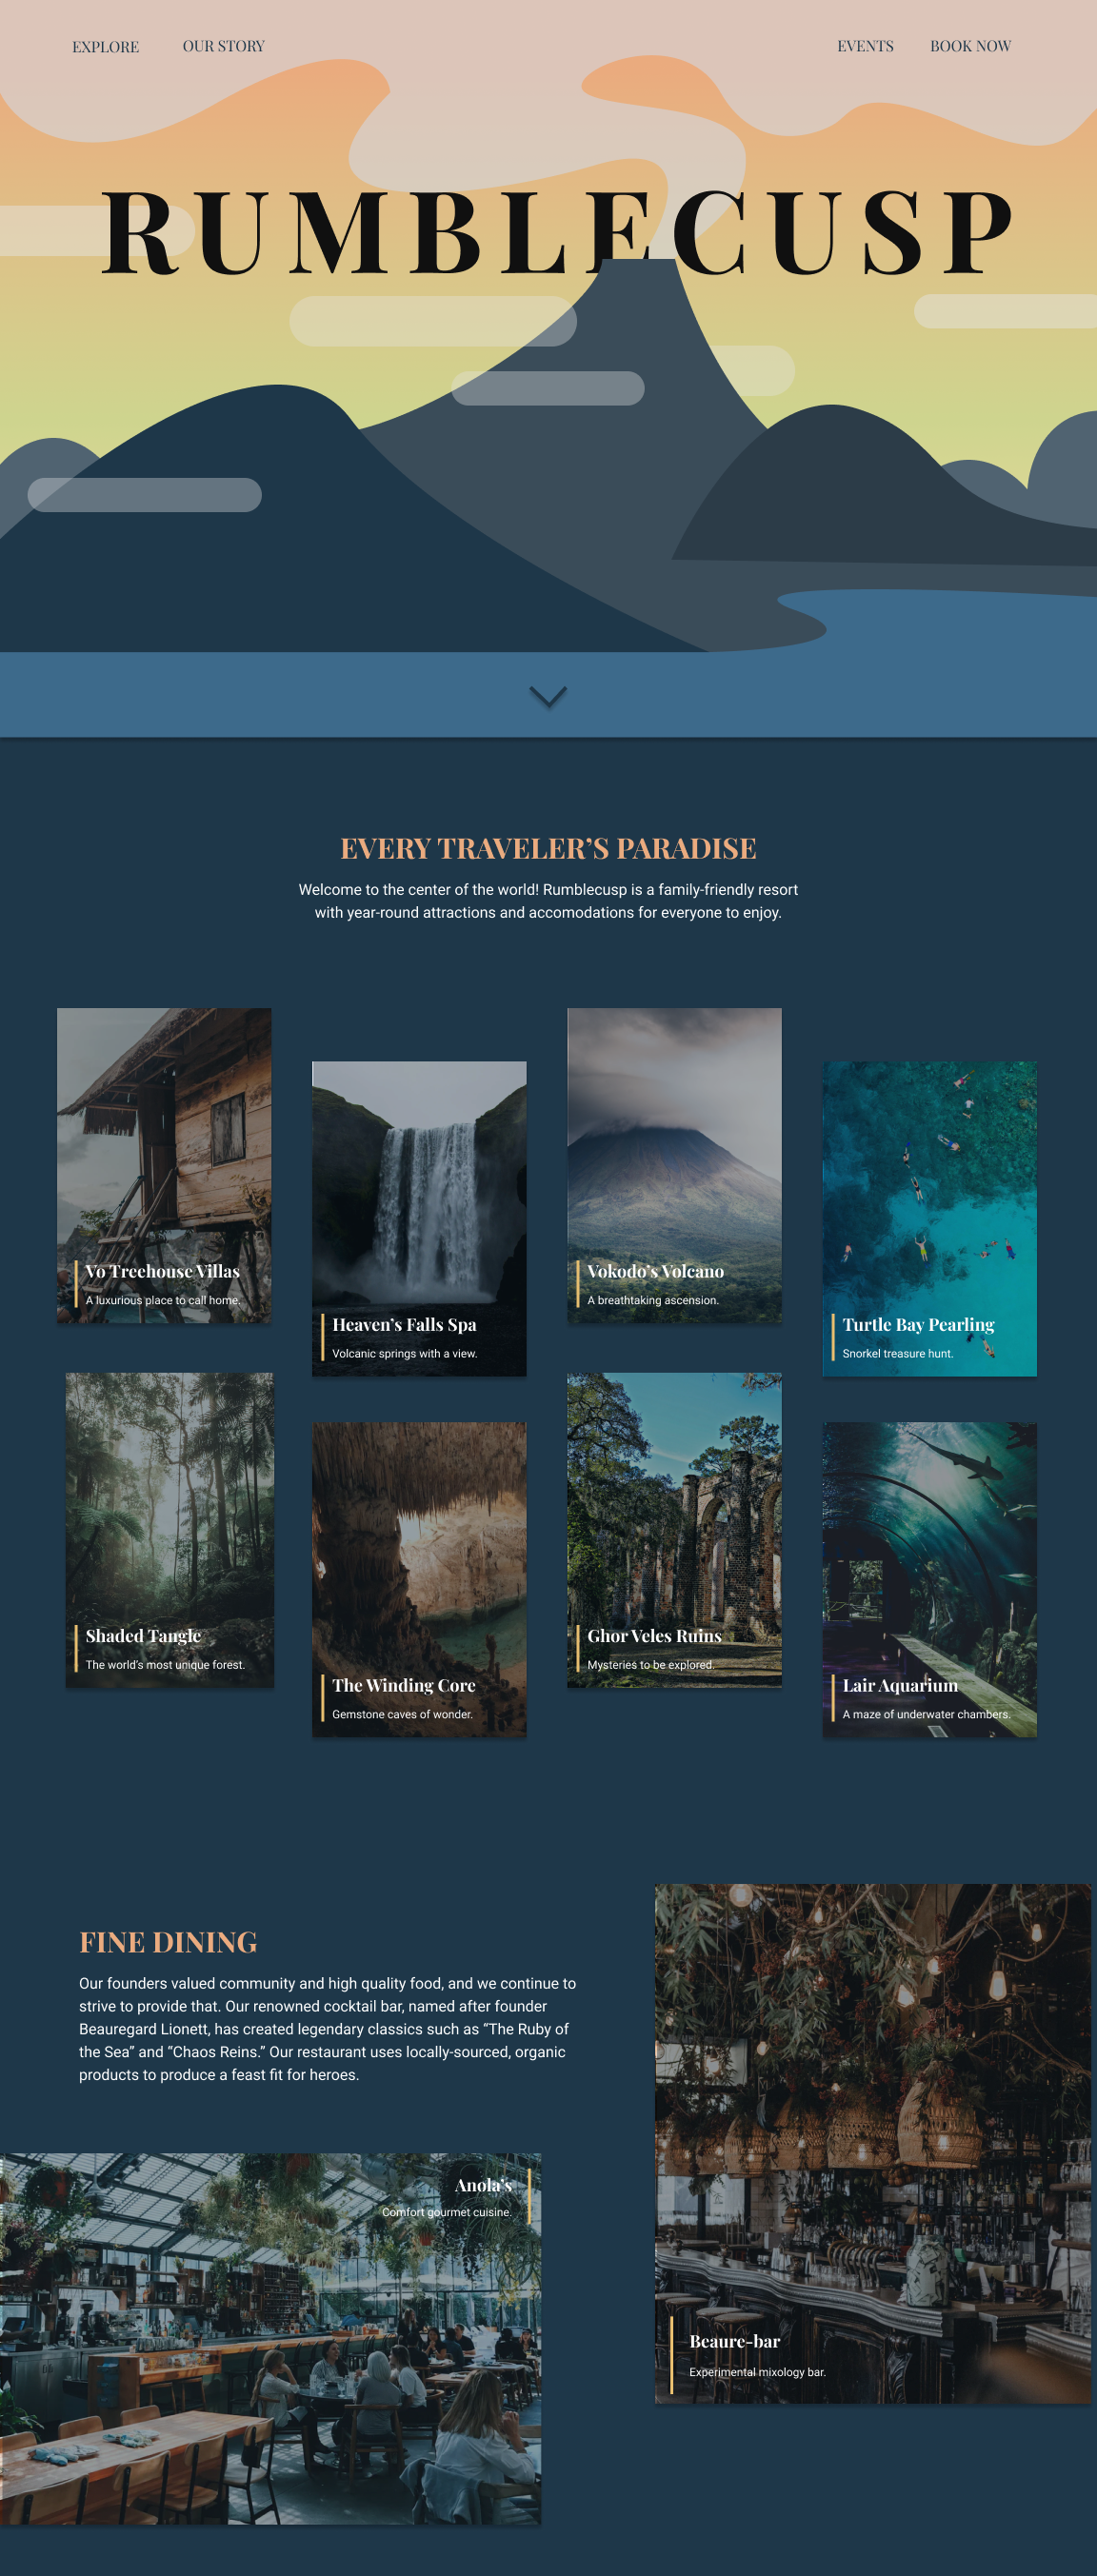 EXPLORE
OUR STORY
EVENTS
BOOK NOW
RUMBLECUSP
EVERY TRAVELER’S PARADISE
Welcome to the center of the world! Rumblecusp is a family-friendly resort
with year-round attractions and accomodations for everyone to enjoy.
Vo Treehouse Villas
A luxurious place to call home.
Heaven’s Falls Spa
Volcanic springs with a view.
Vokodo’s Volcano
A breathtaking ascension.
Turtle Bay Pearling
Snorkel treasure hunt.
Shaded Tangle
The world’s most unique forest.
The Winding Core
Gemstone caves of wonder.
Ghor Veles Ruins
Mysteries to be explored.
Lair Aquarium
A maze of underwater chambers.
FINE DINING
Our founders valued community and high quality food, and we continue to
strive to provide that. Our renowned cocktail bar, named after founder
Beauregard Lionett, has created legendary classics such as “The Ruby of
the Sea” and “Chaos Reins.” Our restaurant uses locally-sourced, organic
products to produce a feast fit for heroes.
Anola’s
Comfort gourmet cuisine.
Beaure-bar
Experimental mixology bar.